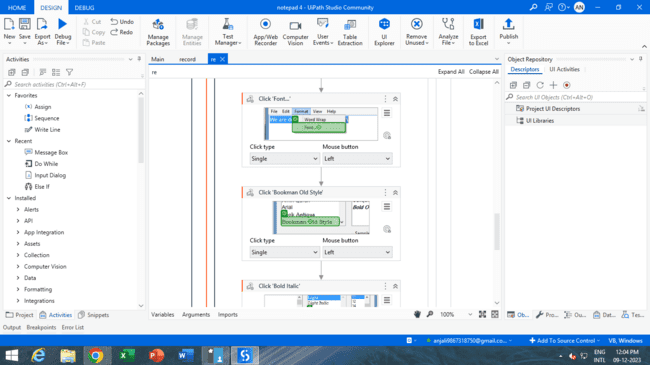 notepad 4 - UiPath Studio Community
HOME DESIGN DEBUG AN
New Save Export As Debug File
Cut Copy Paste Undo Redo
Manage Packages
Manage Entities
Test Manager
App/Web Recorder
Computer Vision
User Events
Table Extraction
UI Explorer
Remove Unused
Analyze File
Export to Excel
Publish
Activities
Search activities (Ctrl+Alt+F)
Favorites
Assign
Sequence
Write Line
Recent
Message Box
Do While
Input Dialog
Else If
Installed
Alerts
API
App Integration
Assets
Collection
Computer Vision
Data
Formatting
Integrations
Project Activities Snippets
Main record re
re Expand All Collapse All
Click 'Font...'
File Edit Format View Help
We are Word Wrap
Font...
Click type Mouse button
Single Left
Click 'Bookman Old Style'
Arial
Book Antiqua
Bookman Old Style
Bold O
Click type Mouse button
Single Left
Click 'Bold Italic'
Variables Arguments Imports 100%
Object Repository
Descriptors UI Activities
Search UI Objects (Ctrl+Alt+O)
Project UI Descriptors
UI Libraries
Ob... Pro... Ou... Dat... Tes...
Output Breakpoints Error List
anjali9867318750@gmail.co... Add To Source Control VB, Windows
ENG 12:04 PM
INTL 09-12-2023